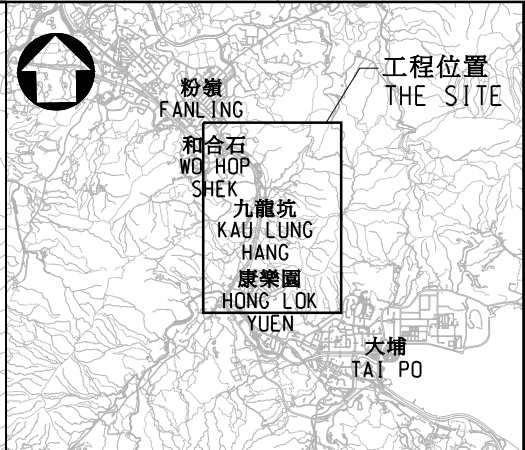 工程位置
THE SITE
粉嶺
FANLING
和合石
WO HOP
SHEK
九龍坑
KAU LUNG
HANG
康樂園
HONG LOK
YUEN
大埔
TAI PO